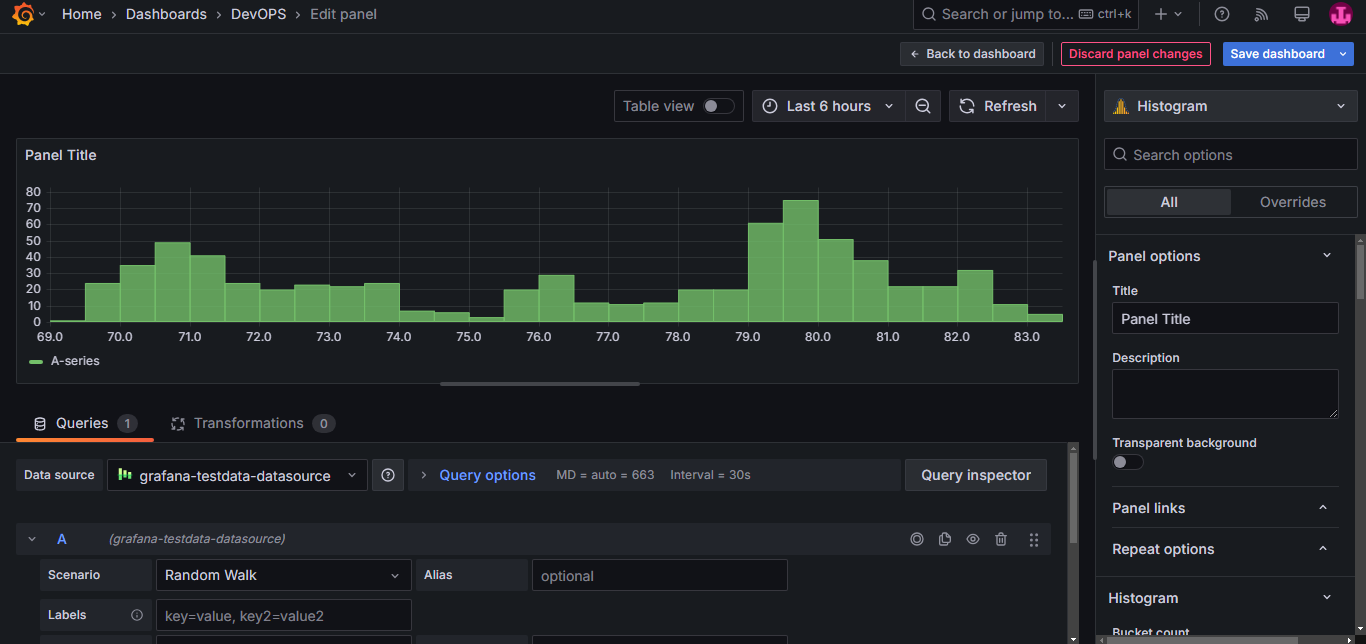 Home › Dashboards › DevOPS › Edit panel
Search or jump to... ctrl+k
Back to dashboard
Discard panel changes
Save dashboard
Table view
Last 6 hours
Refresh
Histogram
Search options
All
Overrides
Panel Title
80
70
60
50
40
30
20
10
0
69.0 70.0 71.0 72.0 73.0 74.0 75.0 76.0 77.0 78.0 79.0 80.0 81.0 82.0 83.0
A-series
Panel options
Title
Panel Title
Description
Transparent background
Panel links
Repeat options
Histogram
Bucket count
Queries 1
Transformations 0
Data source
grafana-testdata-datasource
Query options MD = auto = 663 Interval = 30s
Query inspector
A (grafana-testdata-datasource)
Scenario Random Walk Alias optional
Labels key=value, key2=value2